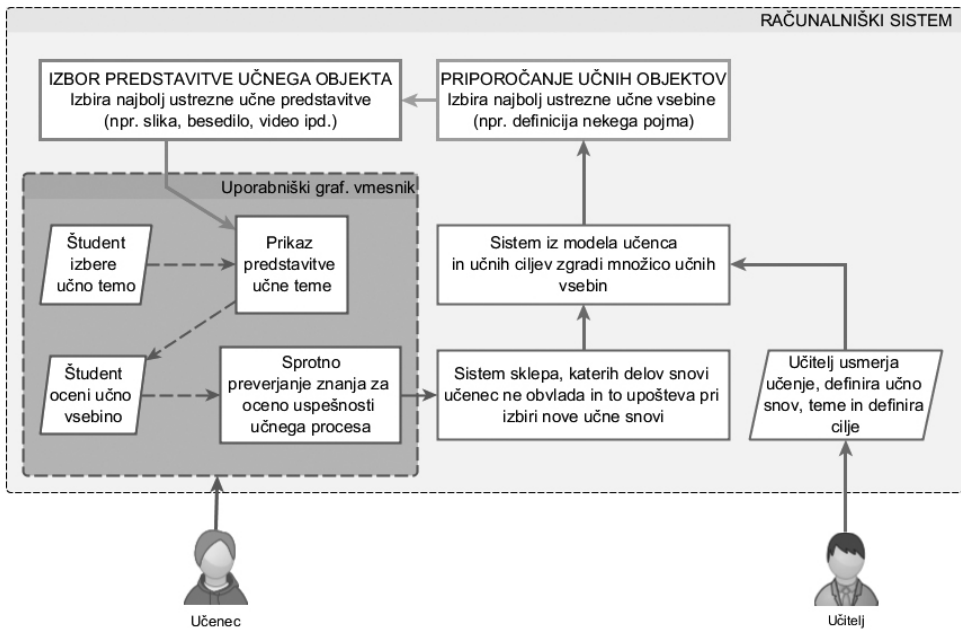 RAČUNALNIŠKI SISTEM
IZBOR PREDSTAVITVE UČNEGA OBJEKTA
Izbira najbolj ustrezne učne predstavitve
(npr. slika, besedilo, video ipd.)
PRIPOROČANJE UČNIH OBJEKTOV
Izbira najbolj ustrezne učne vsebine
(npr. definicija nekega pojma)
Uporabniški graf. vmesnik
Študent
izbere
učno temo
Prikaz
predstavitve
učne teme
Sistem iz modela učenca
in učnih ciljev zgradi množico učnih
vsebin
Študent
oceni učno
vsebino
Sprotno
preverjanje znanja za
oceno uspešnosti
učnega procesa
Sistem sklepa, katerih delov snovi
učenec ne obvlada in to upošteva pri
izbiri nove učne snovi
Učitelj usmerja
učenje, definira učno
snov, teme in definira
cilje
Učenec
Učitelj